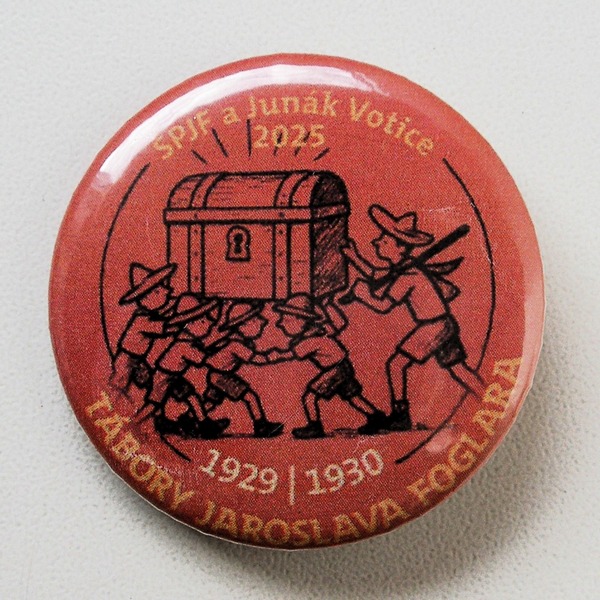 SPJF a Junák Votice
2025
1929 | 1930
TÁBORY JAROSLAVA FOGLARA